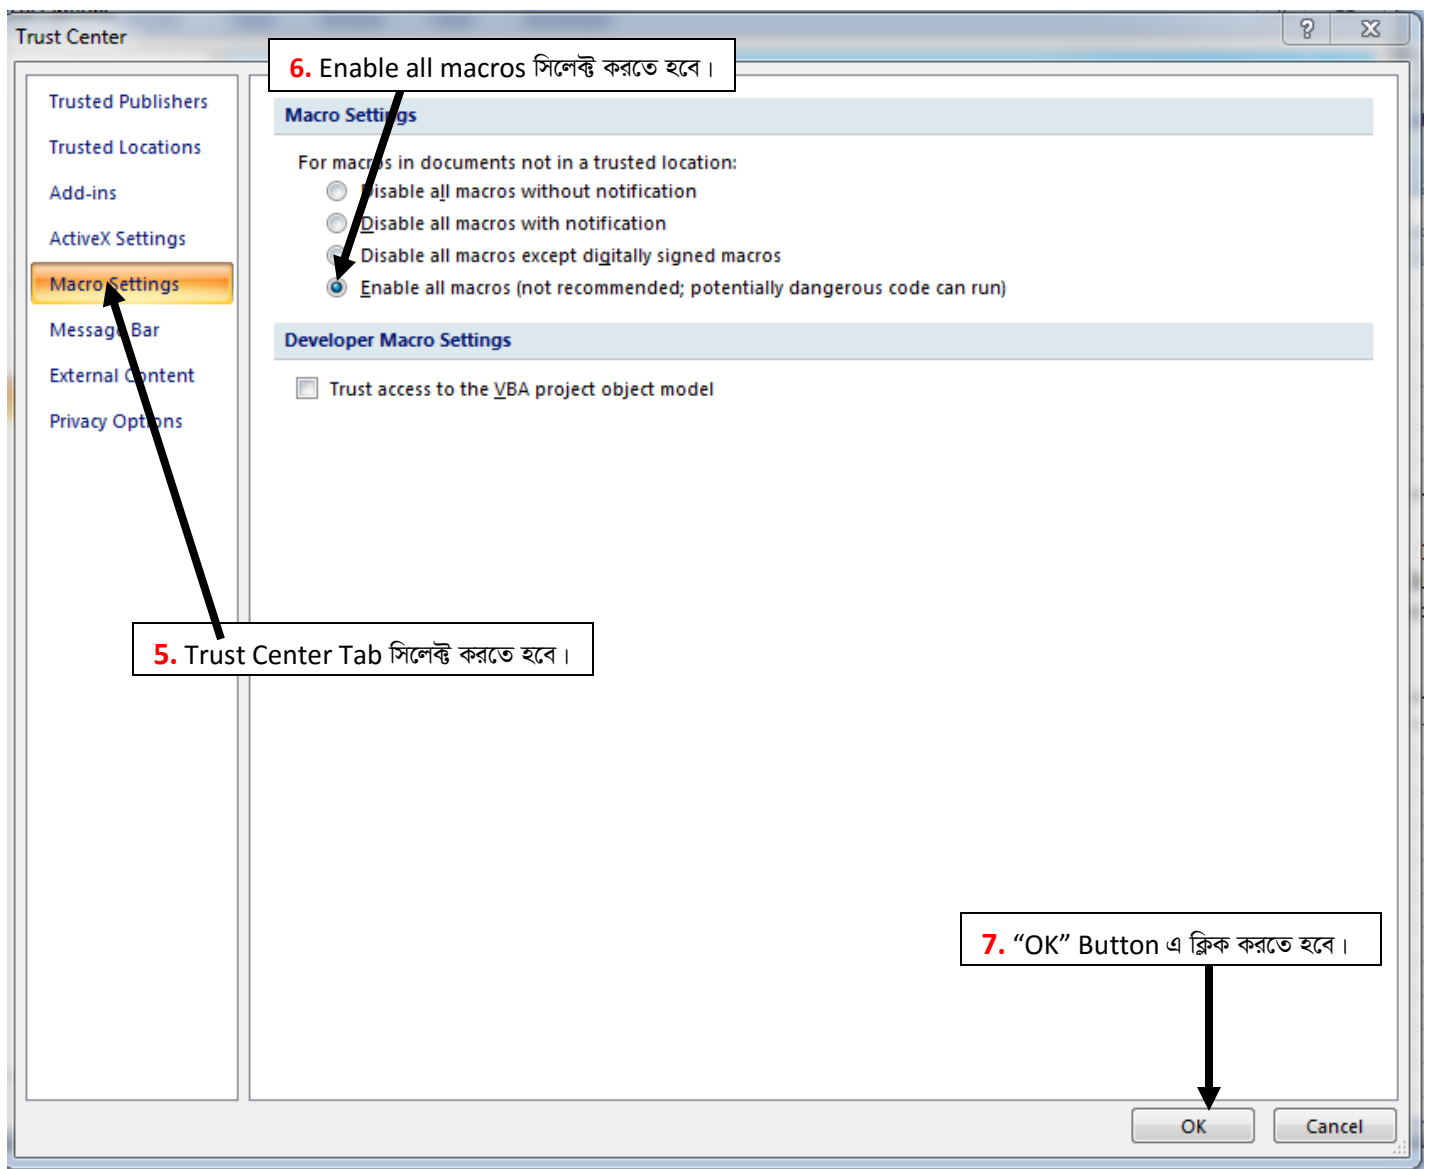 Trust Center
6. Enable all macros সিলেক্ট করতে হবে।
Trusted Publishers
Trusted Locations
Add-ins
ActiveX Settings
Macro Settings
Message Bar
External Content
Privacy Options
Macro Settings
For macros in documents not in a trusted location:
Disable all macros without notification
Disable all macros with notification
Disable all macros except digitally signed macros
Enable all macros (not recommended; potentially dangerous code can run)
Developer Macro Settings
Trust access to the VBA project object model
5. Trust Center Tab সিলেক্ট করতে হবে।
7. “OK” Button এ ক্লিক করতে হবে।
OK
Cancel